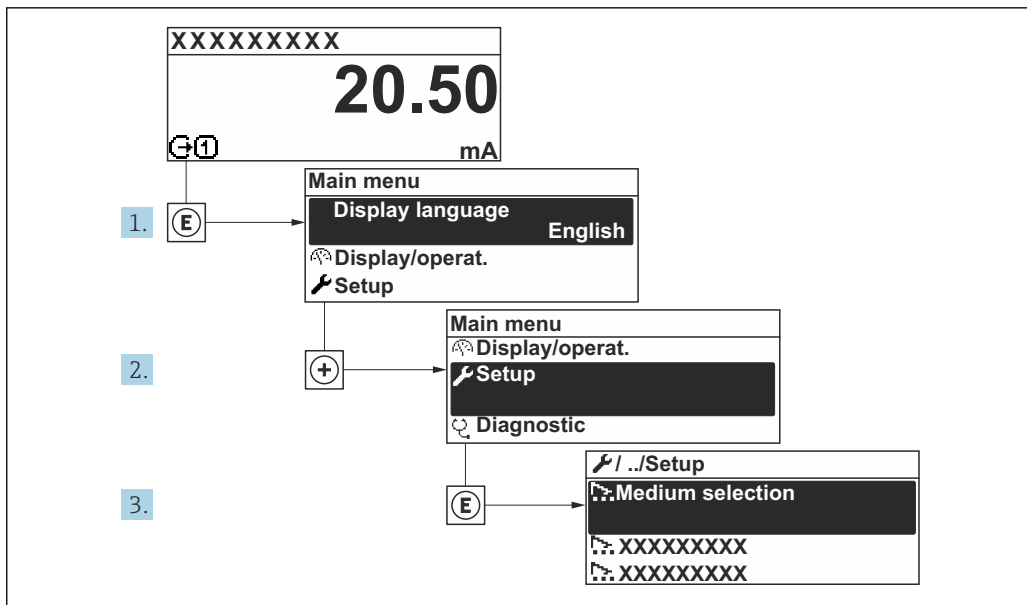 XXXXXXXXX
20.50
1
mA
Main menu
1.
E
Display language
English
Display/operat.
Setup
Main menu
2.
+
Display/operat.
Setup
Diagnostic
/ ../Setup
3.
E
Medium selection
XXXXXXXXX
XXXXXXXXX